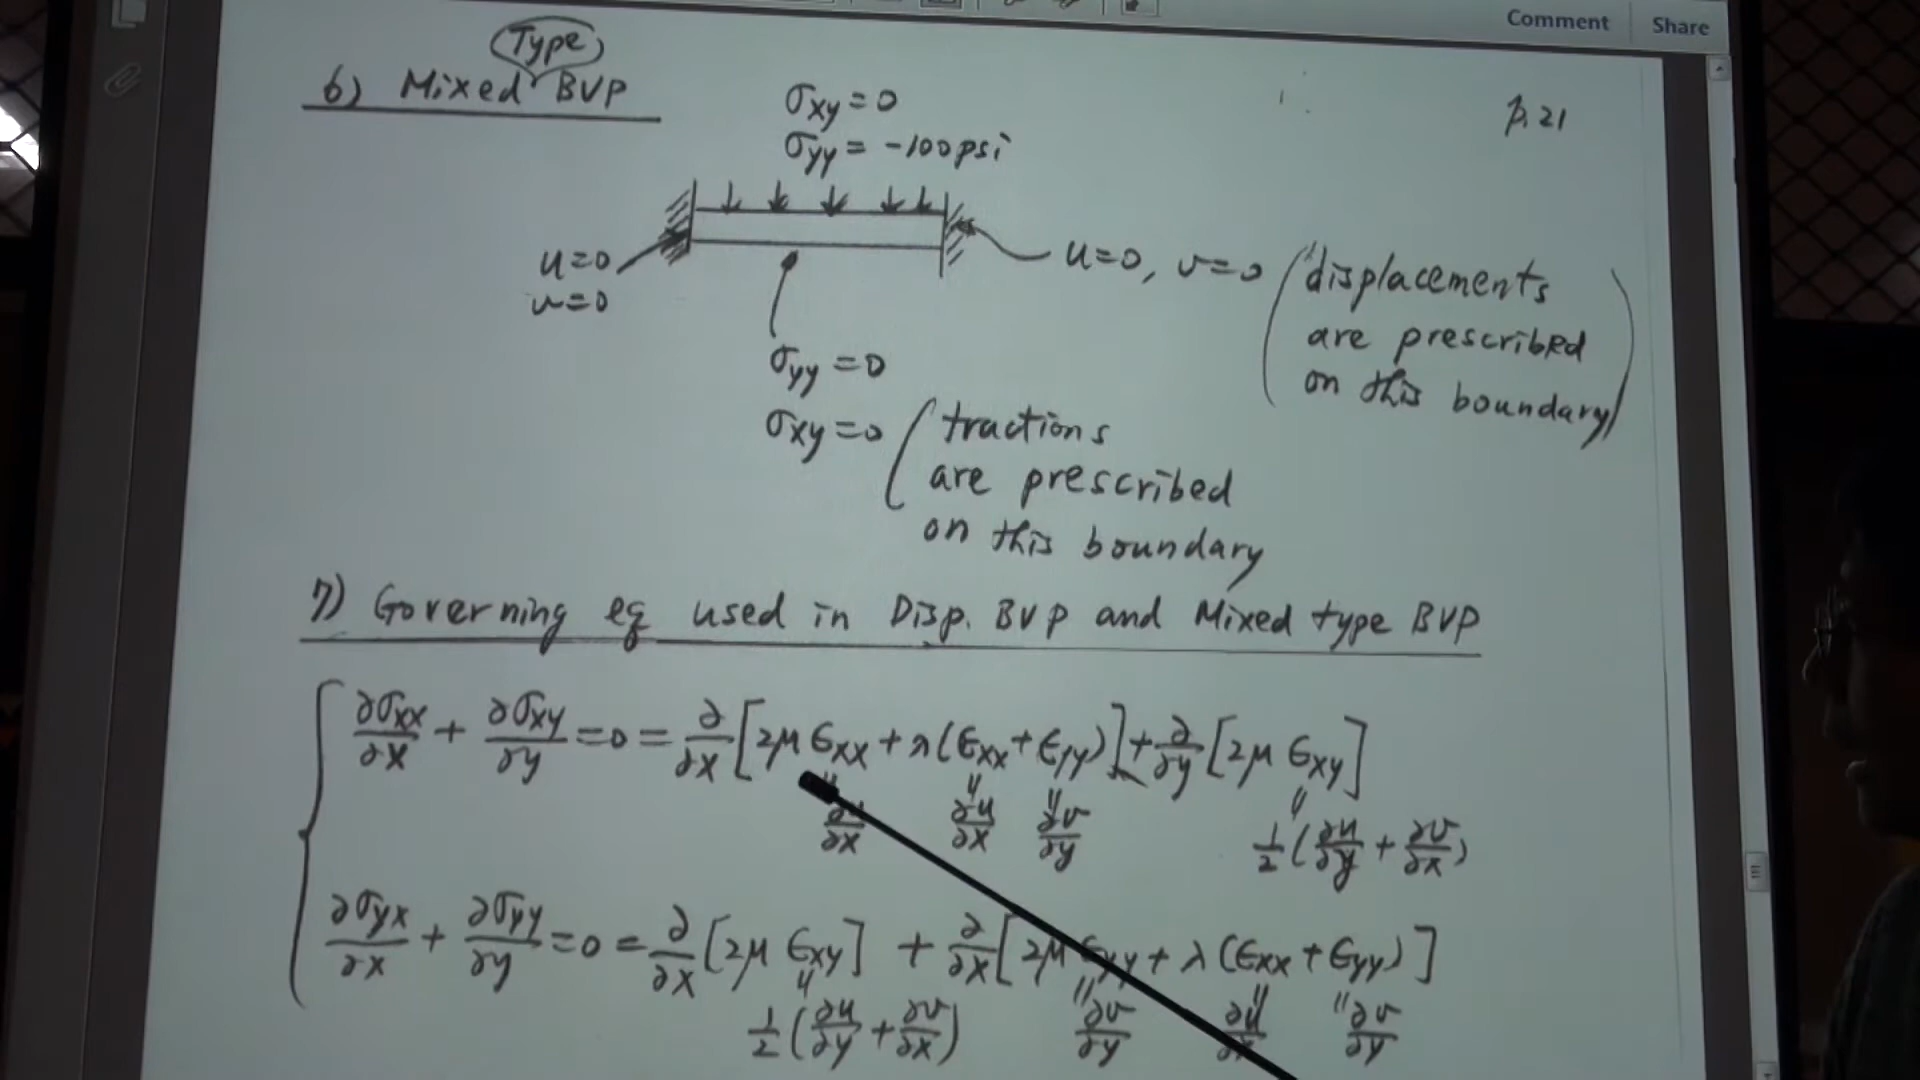 Comment Share
Type
6) Mixed BVP
p. 21
σxy = 0
σyy = -100 psi
u=0
v=0
u=0, v=0 (displacements
are prescribed
on this boundary)
σyy = 0
σxy = 0 (tractions
are prescribed
on this boundary
7) Governing eq used in Disp. BVP and Mixed type BVP
∂σxx/∂x + ∂σxy/∂y = 0 = ∂/∂x [2μ ϵxx + λ(ϵxx + ϵyy)] + ∂/∂y [2μ ϵxy]
∂u/∂x ∂u/∂x ∂v/∂y 1/2 (∂u/∂y + ∂v/∂x)
∂σyx/∂x + ∂σyy/∂y = 0 = ∂/∂x [2μ ϵxy] + ∂/∂x [2μ ϵyy + λ (ϵxx + ϵyy)]
1/2 (∂u/∂y + ∂v/∂x) ∂v/∂y ∂u/∂x ∂v/∂y